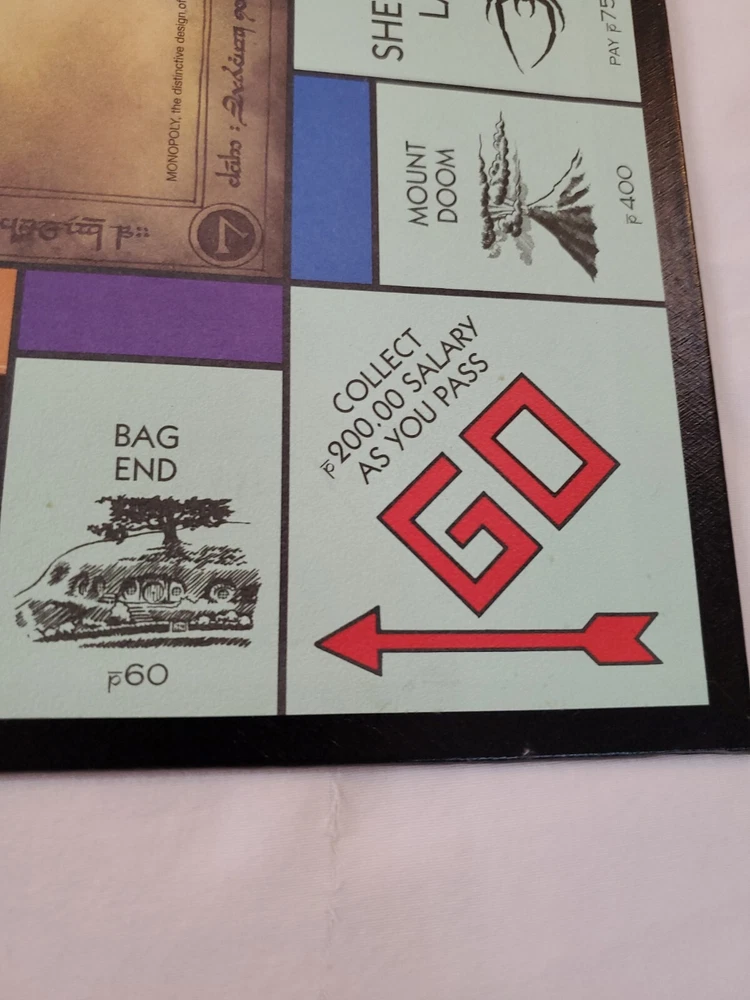 MONOPOLY, the distinctive design of
SHE
L
PAY 75
MOUNT
DOOM
400
COLLECT
200.00 SALARY
AS YOU PASS
GO
BAG
END
60